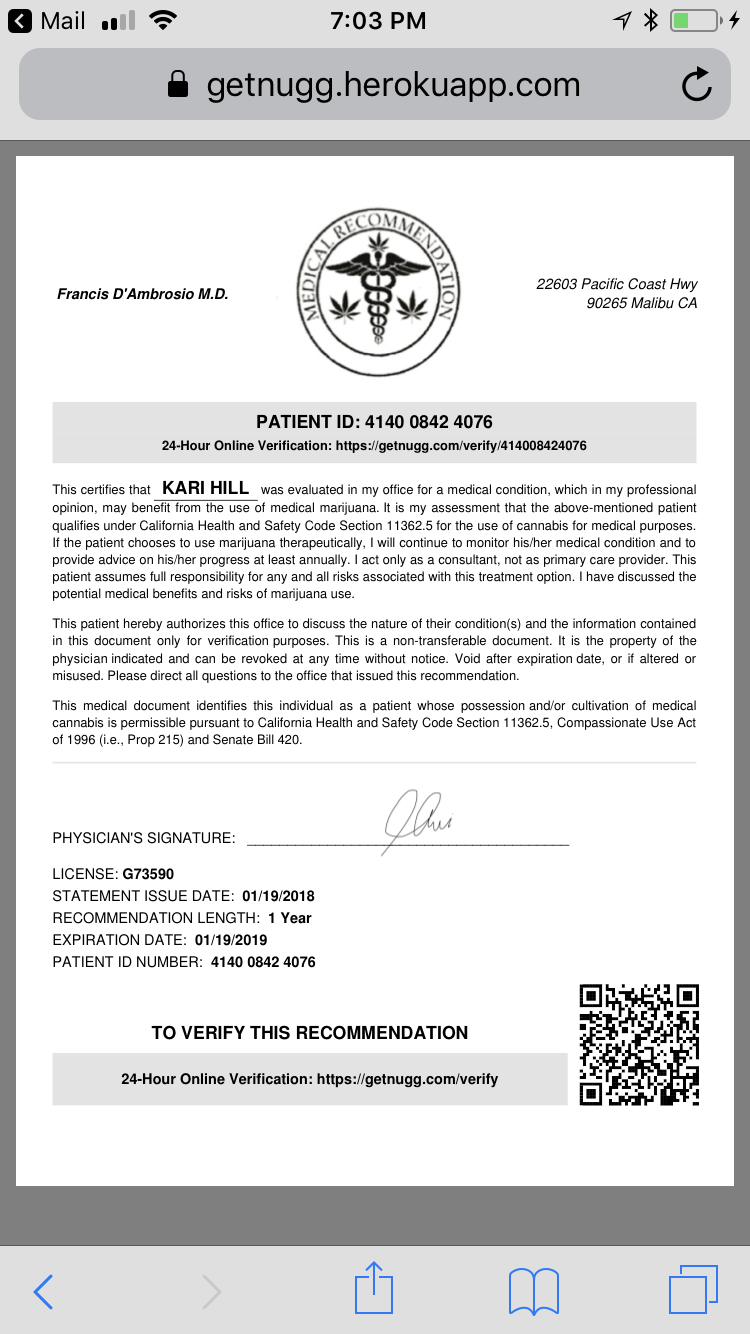 Mail 7:03 PM
getnugg.herokuapp.com
MEDICAL RECOMMENDATION
Francis D'Ambrosio M.D.
22603 Pacific Coast Hwy
90265 Malibu CA
PATIENT ID: 4140 0842 4076
24-Hour Online Verification: https://getnugg.com/verify/414008424076
This certifies that KARI HILL was evaluated in my office for a medical condition, which in my professional
opinion, may benefit from the use of medical marijuana. It is my assessment that the above-mentioned patient
qualifies under California Health and Safety Code Section 11362.5 for the use of cannabis for medical purposes.
If the patient chooses to use marijuana therapeutically, I will continue to monitor his/her medical condition and to
provide advice on his/her progress at least annually. I act only as a consultant, not as primary care provider. This
patient assumes full responsibility for any and all risks associated with this treatment option. I have discussed the
potential medical benefits and risks of marijuana use.
This patient hereby authorizes this office to discuss the nature of their condition(s) and the information contained
in this document only for verification purposes. This is a non-transferable document. It is the property of the
physician indicated and can be revoked at any time without notice. Void after expiration date, or if altered or
misused. Please direct all questions to the office that issued this recommendation.
This medical document identifies this individual as a patient whose possession and/or cultivation of medical
cannabis is permissible pursuant to California Health and Safety Code Section 11362.5, Compassionate Use Act
of 1996 (i.e., Prop 215) and Senate Bill 420.
PHYSICIAN'S SIGNATURE:
LICENSE: G73590
STATEMENT ISSUE DATE: 01/19/2018
RECOMMENDATION LENGTH: 1 Year
EXPIRATION DATE: 01/19/2019
PATIENT ID NUMBER: 4140 0842 4076
TO VERIFY THIS RECOMMENDATION
24-Hour Online Verification: https://getnugg.com/verify